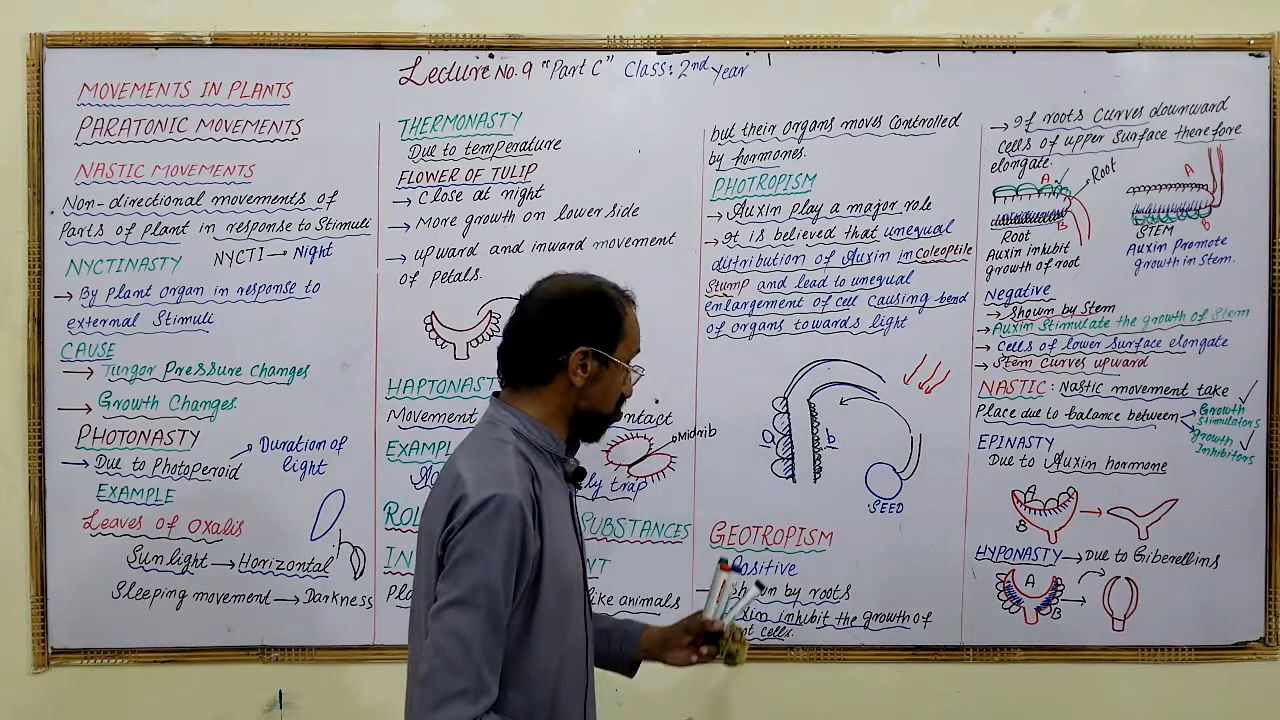 Lecture No. 9 "Part C" Class: 2nd Year
MOVEMENTS IN PLANTS
PARATONIC MOVEMENTS
NASTIC MOVEMENTS
Non-directional movements of
Parts of plant in response to Stimuli
NYCTINASTY NYCTI → Night
→ By plant organ in response to
external Stimuli
CAUSE
→ Turgor Pressure changes
→ Growth Changes.
PHOTONASTY
→ Due to Photoperoid
Duration of
light
EXAMPLE
Leaves of Oxalis
Sunlight → Horizontal
Sleeping movement → Darkness
THERMONASTY
Due to temperature
FLOWER OF TULIP
→ Close at night
→ More growth on lower side
→ upward and inward movement
of petals.
HAPTONAST
Movement ontact
EXAMPL
Midrib
ly trap
ROL SUBSTANCES
IN NT
Pla like animals
but their organs moves controlled
by hormones.
PHOTROPISM
→ Auxin play a major role
→ It is believed that unequal
distribution of Auxin in coleoptile
Stump and lead to unequal
enlargement of cell causing bend
of organs towards light
a b
SEED
GEOTROPISM
Positive
shown by roots
uxin inhibit the growth of
ot cells.
→ If roots curves downward
cells of upper Surface therefore
elongate.
A Root
B
Root
Auxin inhibit
growth of root
A
B
STEM
Auxin Promote
growth in Stem.
Negative
→ Shown by Stem
→ Auxin Stimulate the growth of Stem
→ Cells of lower Surface elongate
→ Stem curves upward
NASTIC: Nastic movement take
Place due to balance between
Growth
Stimulators
growth
Inhibitors
EPINASTY
Due to Auxin hormone
A
B
HYPONASTY → Due to Giberellins
A
B